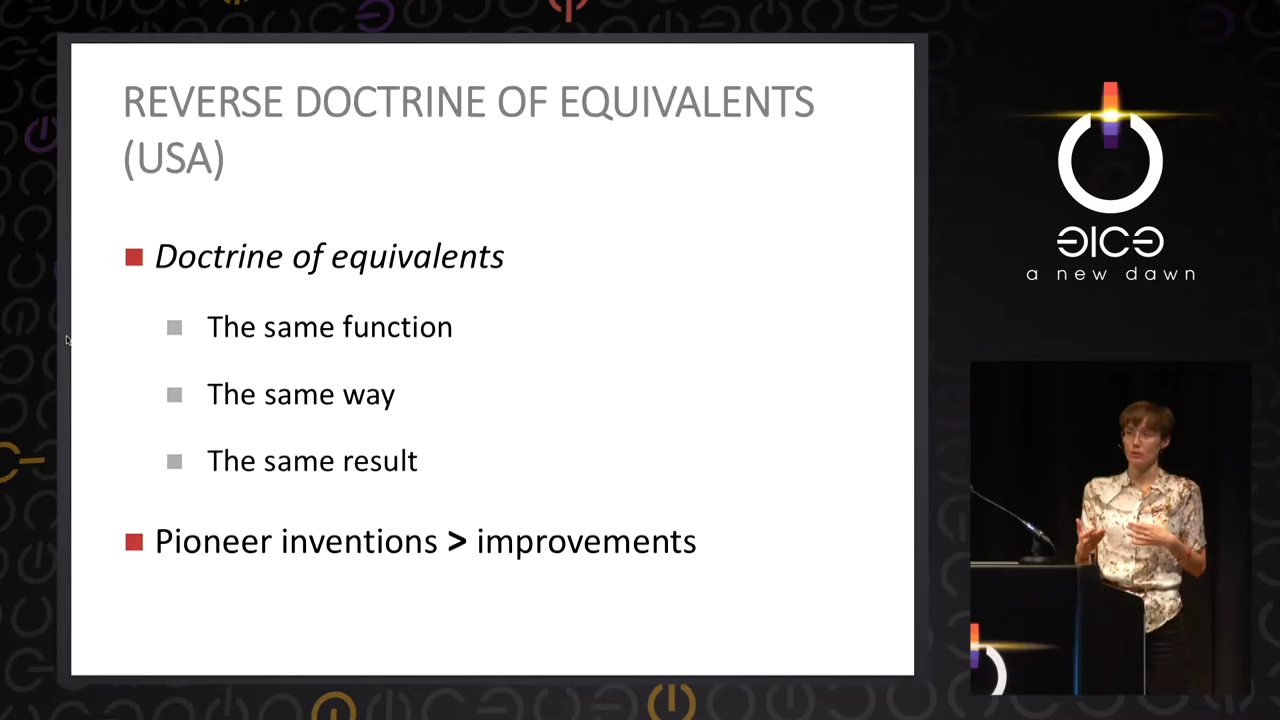 REVERSE DOCTRINE OF EQUIVALENTS
(USA)
Doctrine of equivalents
The same function
The same way
The same result
Pioneer inventions > improvements
ǝıcǝ
a new dawn